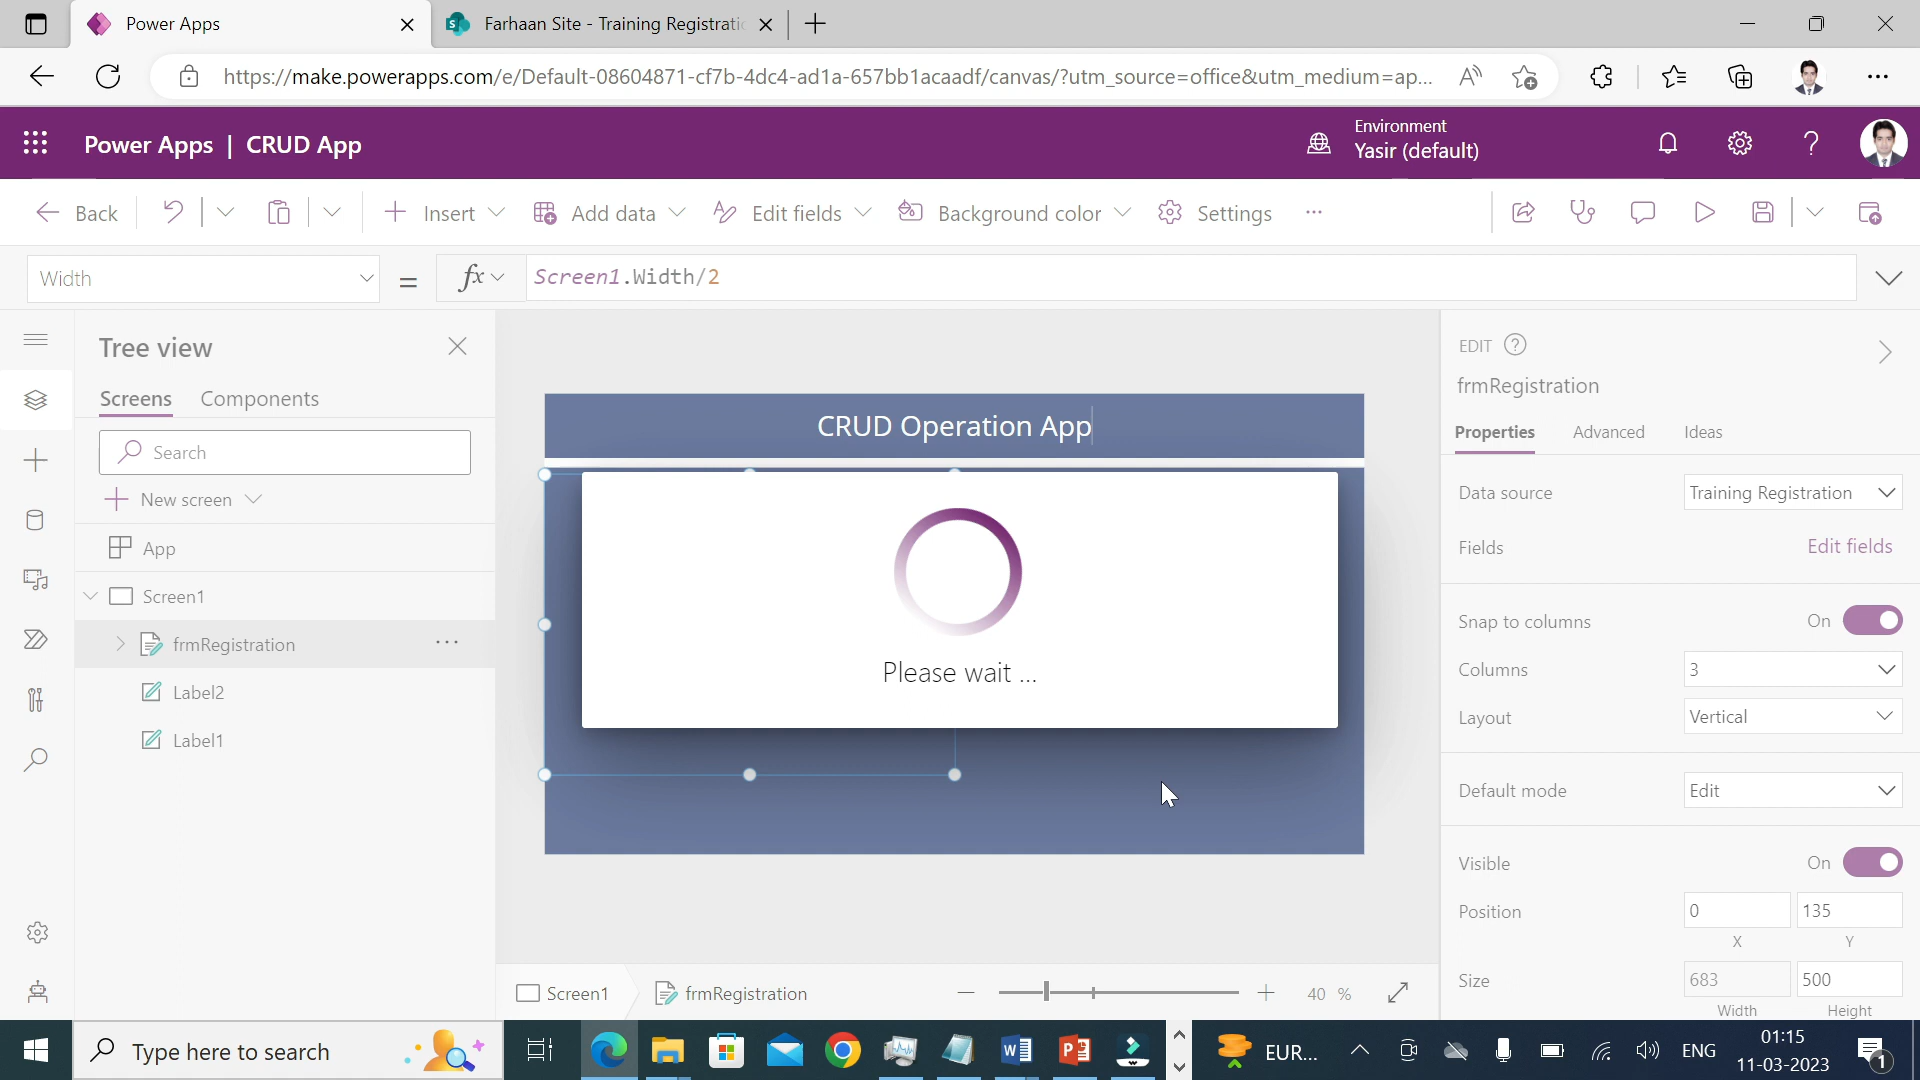 Power Apps
Farhaan Site - Training Registratic
https://make.powerapps.com/e/Default-08604871-cf7b-4dc4-ad1a-657bb1acaadf/canvas/?utm_source=office&utm_medium=ap...
Power Apps | CRUD App
Environment
Yasir (default)
Back
Insert
Add data
Edit fields
Background color
Settings
Width
=
fx
Screen1.Width/2
Tree view
Screens
Components
Search
New screen
App
Screen1
frmRegistration
Label2
Label1
CRUD Operation App
Please wait ...
EDIT
frmRegistration
Properties
Advanced
Ideas
Data source
Training Registration
Fields
Edit fields
Snap to columns
On
Columns
3
Layout
Vertical
Default mode
Edit
Visible
On
Position
0
135
X
Y
Size
683
500
Width
Height
Screen1
frmRegistration
40 %
Type here to search
EUR...
ENG
01:15
11-03-2023
1